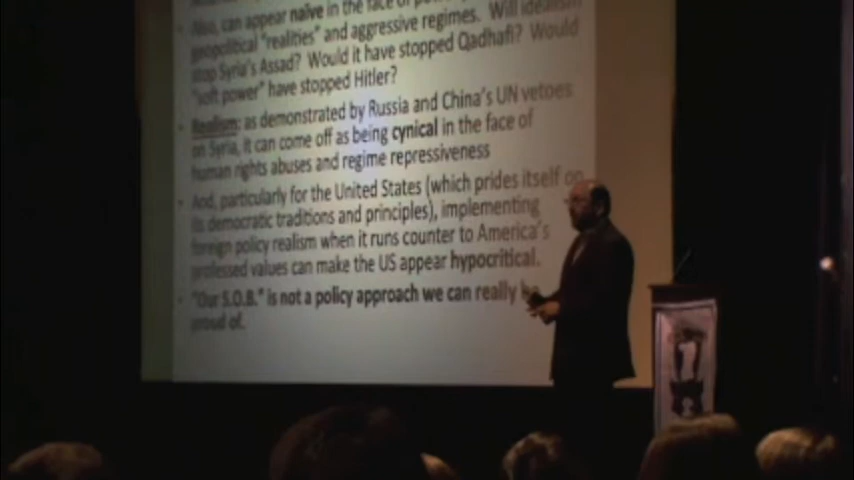 Also, can appear naïve in the face of
geopolitical "realities" and aggressive regimes. Will idealism
stop Syria's Assad? Would it have stopped Qadhafi? Would
"soft power" have stopped Hitler?
• Realism: as demonstrated by Russia and China's UN vetoes
on Syria, it can come off as being cynical in the face of
human rights abuses and regime repressiveness
• And, particularly for the United States (which prides itself on
its democratic traditions and principles), implementing
foreign policy realism when it runs counter to America's
professed values can make the US appear hypocritical.
• "Our S.O.B." is not a policy approach we can really be
proud of.